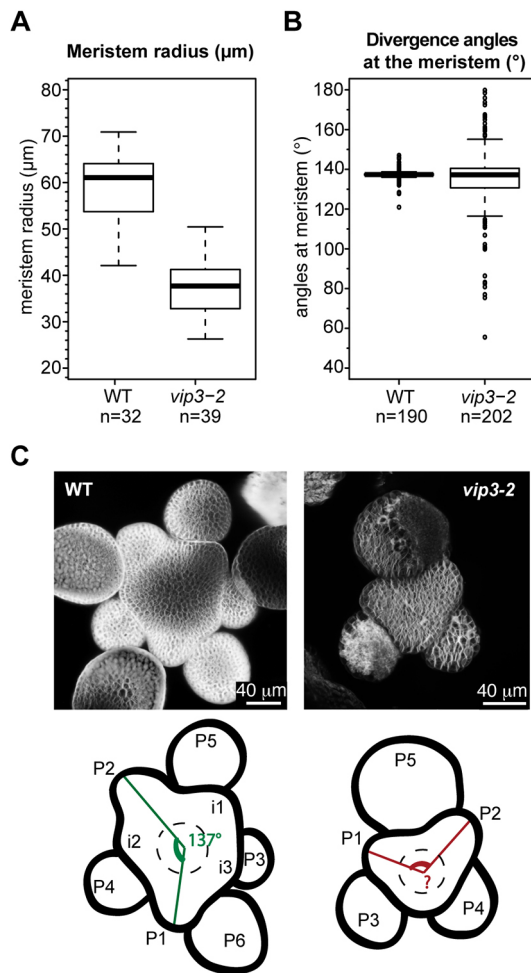 A
Meristem radius (µm)
meristem radius (µm)
80
70
60
50
40
30
20
WT
n=32
vip3−2
n=39
B
Divergence angles
at the meristem (°)
angles at meristem (°)
180
160
140
120
100
80
60
40
WT
n=190
vip3−2
n=202
C
WT
40 µm
vip3-2
40 µm
P5
P2
i1
137°
i2
i3
P3
P4
P1
P6
P5
P2
P1
?
P3
P4